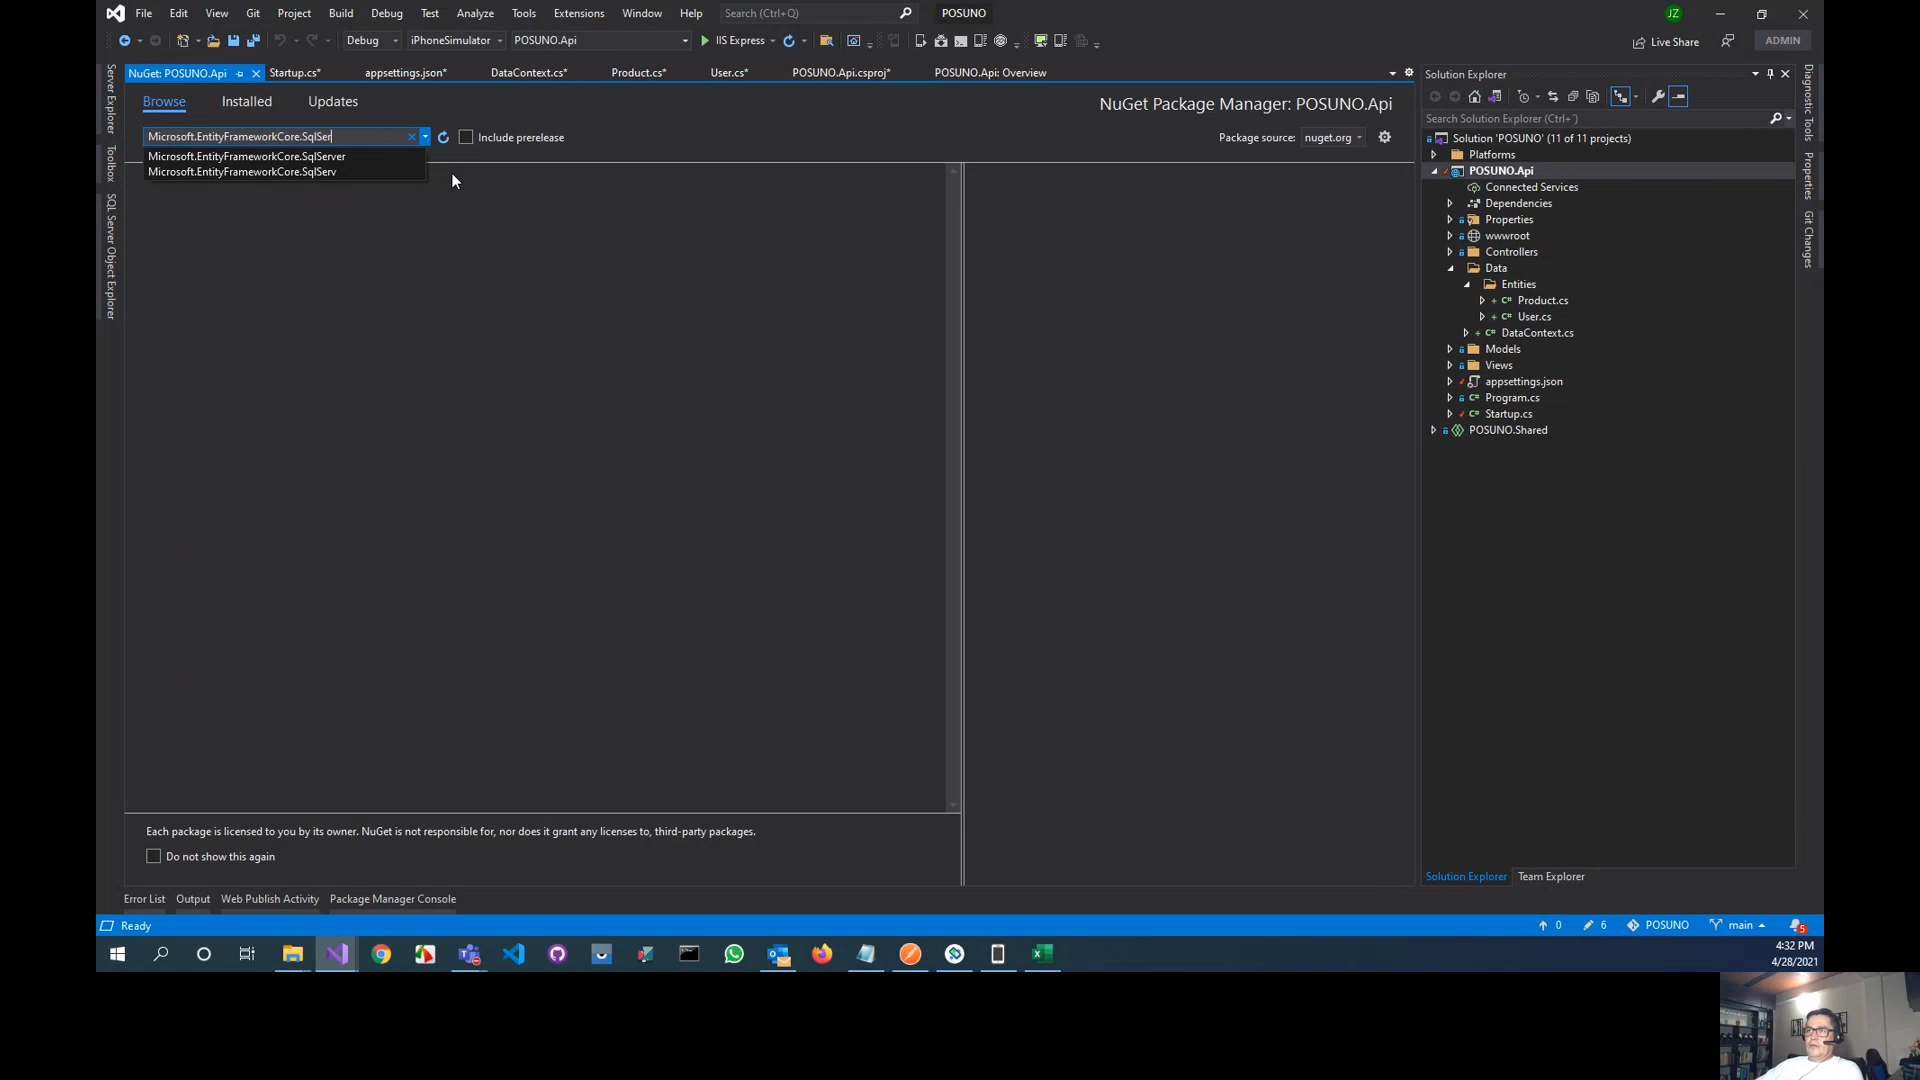 File Edit View Git Project Build Debug Test Analyze Tools Extensions Window Help Search (Ctrl+Q) POSUNO JZ
Debug iPhoneSimulator POSUNO.Api IIS Express Live Share ADMIN
NuGet: POSUNO.Api Startup.cs* appsettings.json* DataContext.cs* Product.cs* User.cs* POSUNO.Api.csproj* POSUNO.Api: Overview
Browse Installed Updates
NuGet Package Manager: POSUNO.Api
Microsoft.EntityFrameworkCore.SqlSer
Include prerelease
Package source: nuget.org
Microsoft.EntityFrameworkCore.SqlServer
Microsoft.EntityFrameworkCore.SqlServ
Each package is licensed to you by its owner. NuGet is not responsible for, nor does it grant any licenses to, third-party packages.
Do not show this again
Server Explorer
Toolbox
SQL Server Object Explorer
Solution Explorer
Search Solution Explorer (Ctrl+´)
Solution 'POSUNO' (11 of 11 projects)
Platforms
POSUNO.Api
Connected Services
Dependencies
Properties
wwwroot
Controllers
Data
Entities
Product.cs
User.cs
DataContext.cs
Models
Views
appsettings.json
Program.cs
Startup.cs
POSUNO.Shared
Solution Explorer Team Explorer
Diagnostic Tools
Properties
Git Changes
Error List Output Web Publish Activity Package Manager Console
Ready
0 6 POSUNO main 5
4:32 PM
4/28/2021